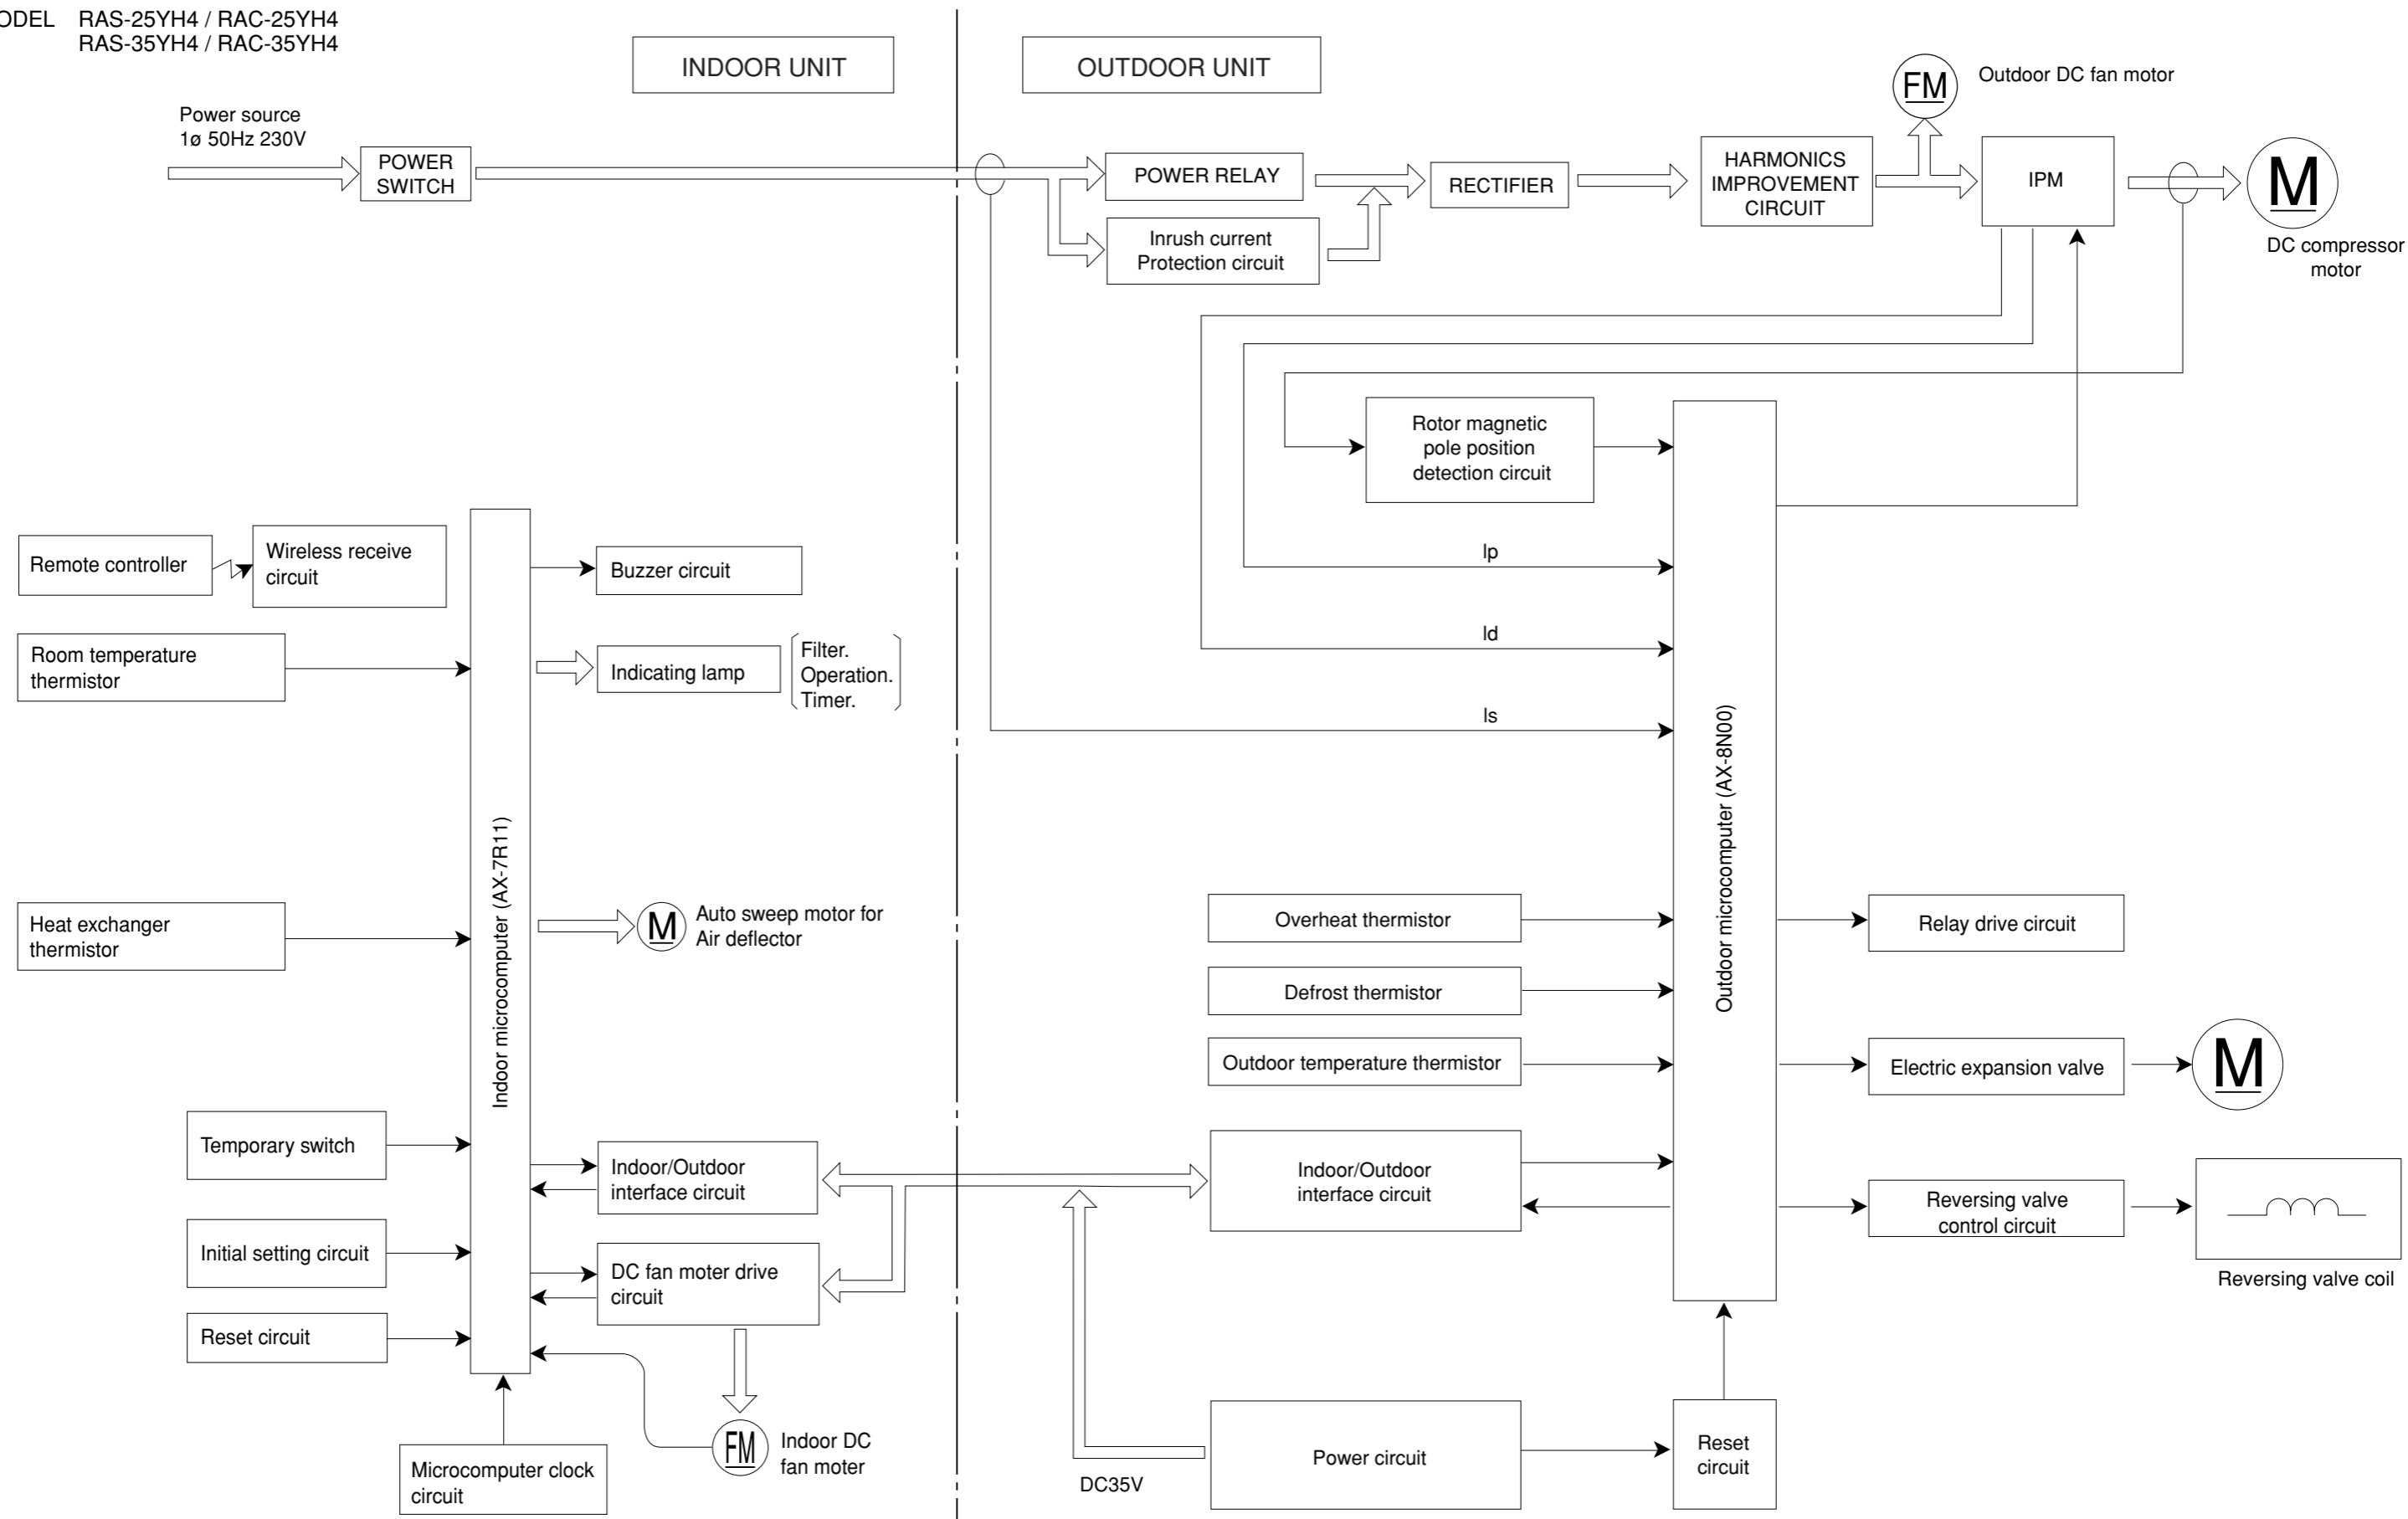 ODEL RAS-25YH4 / RAC-25YH4
RAS-35YH4 / RAC-35YH4
INDOOR UNIT
OUTDOOR UNIT
Power source
1ø 50Hz 230V
POWER
SWITCH
POWER RELAY
Inrush current
Protection circuit
RECTIFIER
HARMONICS
IMPROVEMENT
CIRCUIT
FM
Outdoor DC fan motor
IPM
M
DC compressor
motor
Rotor magnetic
pole position
detection circuit
Ip
Id
Is
Outdoor microcomputer (AX-8N00)
Remote controller
Wireless receive
circuit
Room temperature
thermistor
Heat exchanger
thermistor
Temporary switch
Initial setting circuit
Reset circuit
Microcomputer clock
circuit
Indoor microcomputer (AX-7R11)
Buzzer circuit
Indicating lamp
Filter.
Operation.
Timer.
M
Auto sweep motor for
Air deflector
Indoor/Outdoor
interface circuit
DC fan moter drive
circuit
FM
Indoor DC
fan moter
Overheat thermistor
Defrost thermistor
Outdoor temperature thermistor
Indoor/Outdoor
interface circuit
DC35V
Power circuit
Reset
circuit
Relay drive circuit
Electric expansion valve
M
Reversing valve
control circuit
Reversing valve coil